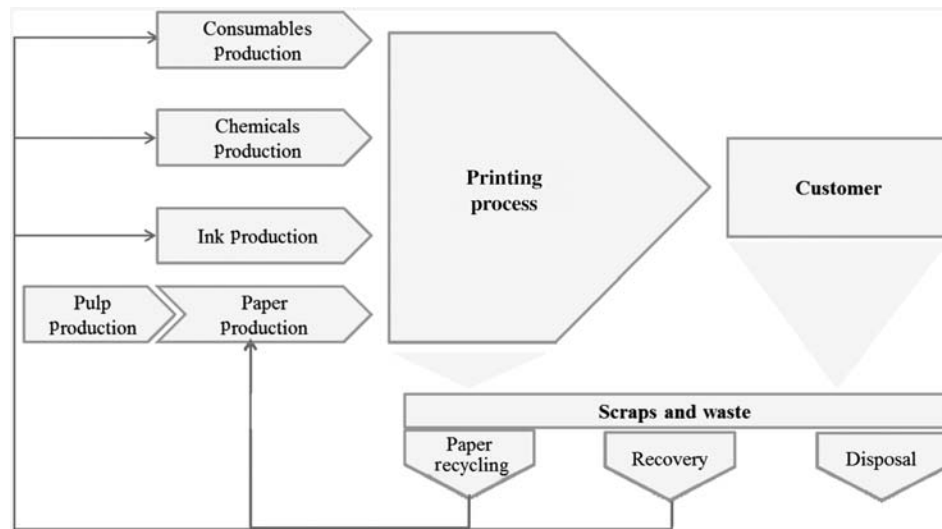 Consumables
Production
Chemicals
Production
Ink production
Pulp
production
Paper
Production
Printing
process
Customer
Scraps and waste
Paper
recycling
Recovery
Disposal